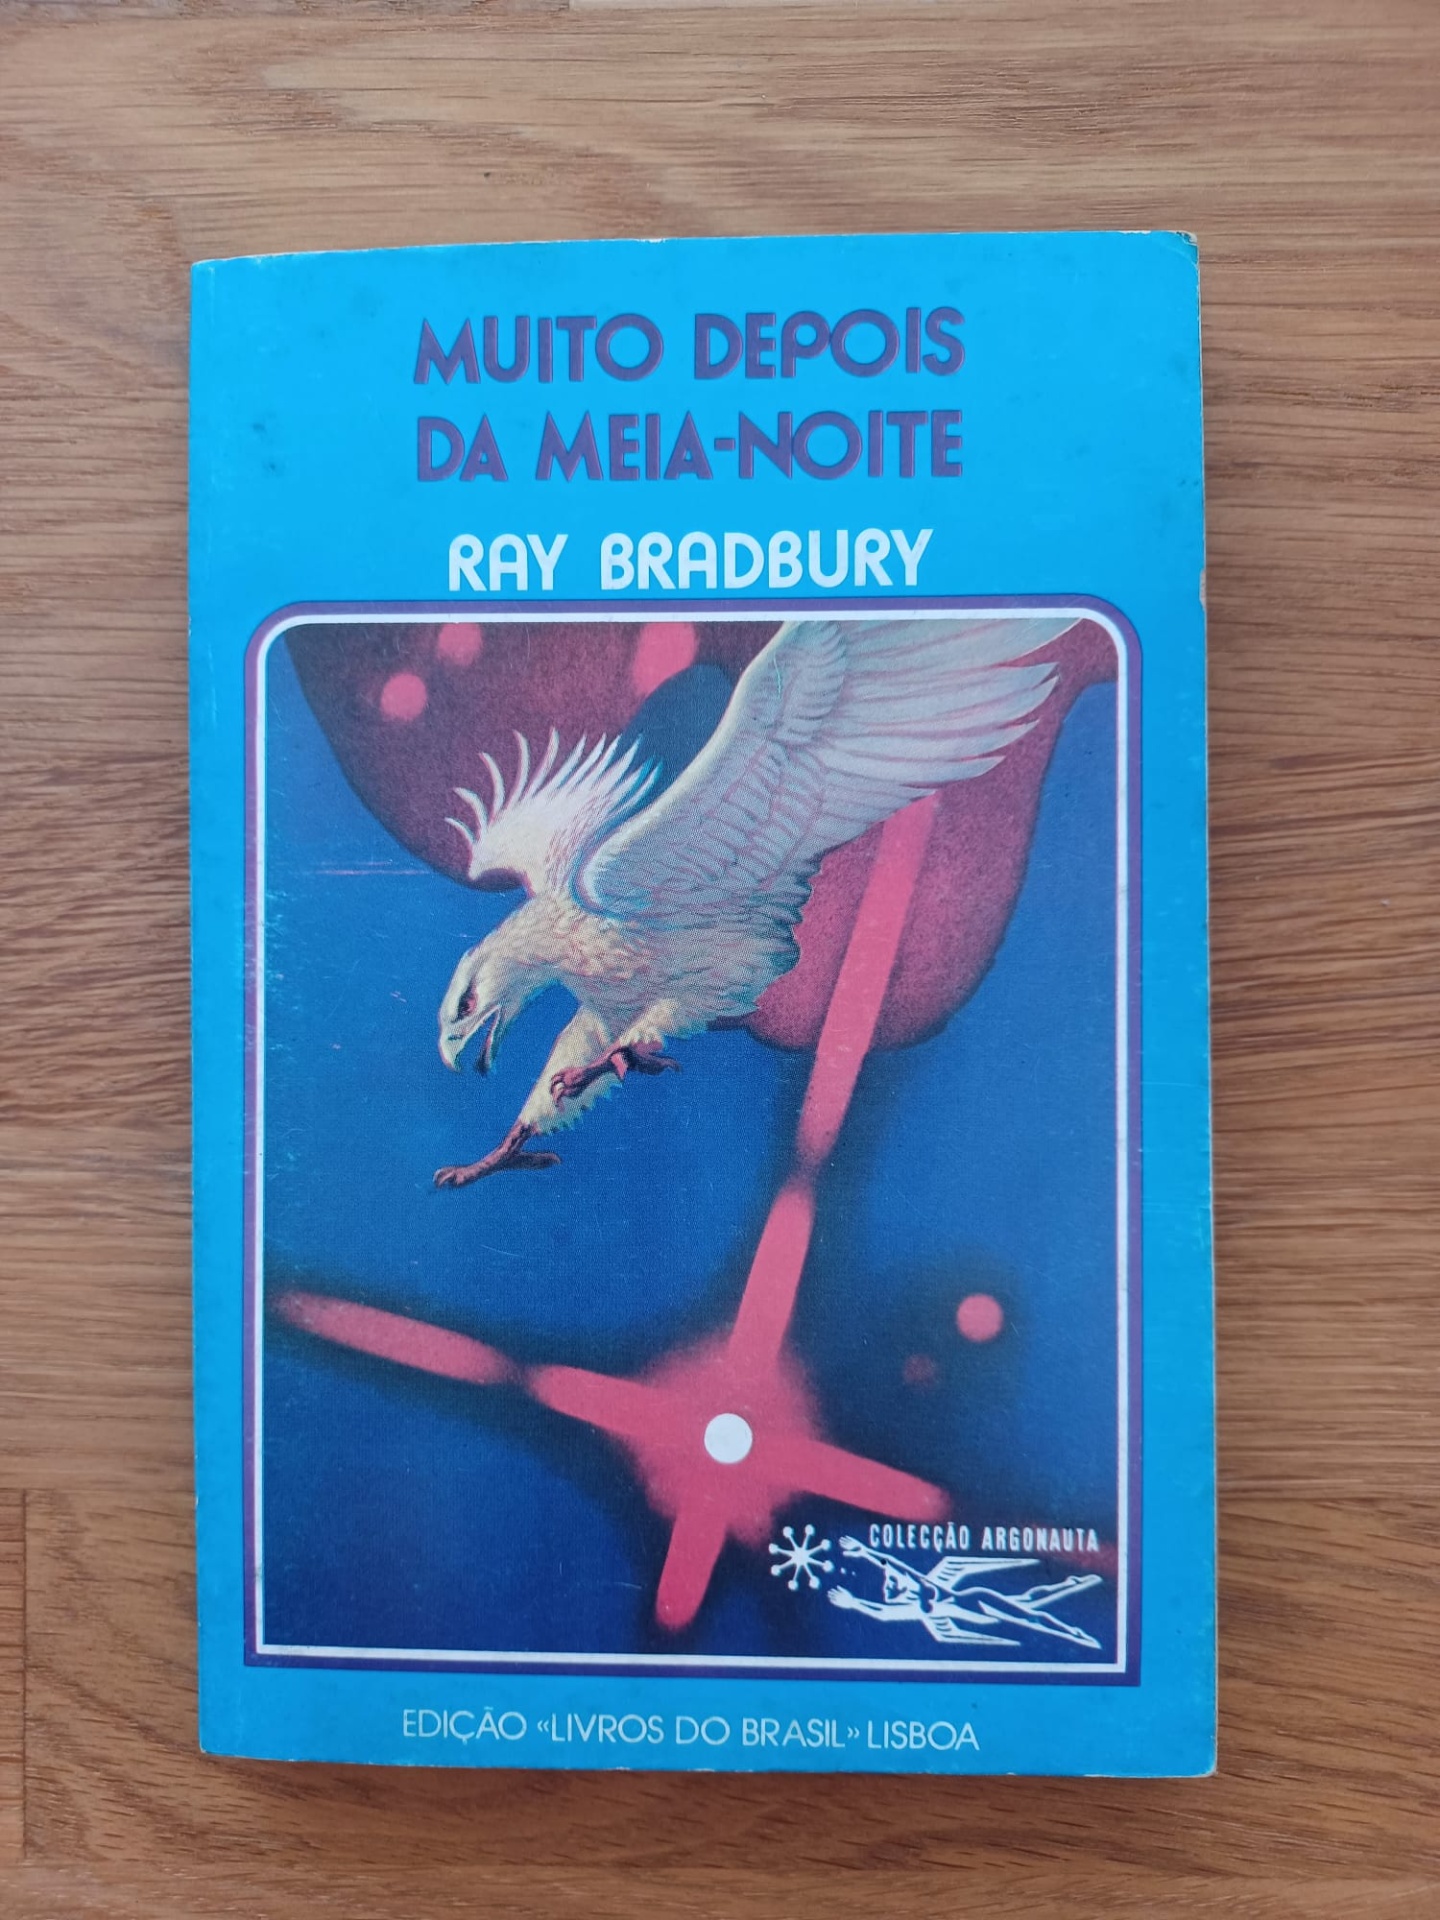 MUITO DEPOIS
DA MEIA-NOITE
RAY BRADBURY
COLECÇÃO ARGONAUTA
EDIÇÃO «LIVROS DO BRASIL» LISBOA